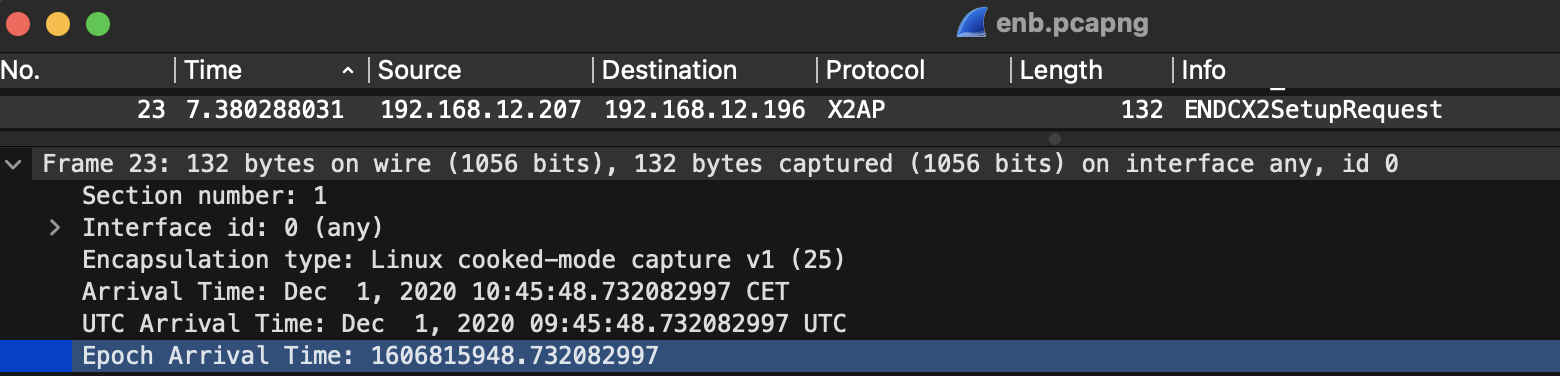 enb.pcapng
No. Time Source Destination Protocol Length Info
23 7.380288031 192.168.12.207 192.168.12.196 X2AP 132 ENDCX2SetupRequest
Frame 23: 132 bytes on wire (1056 bits), 132 bytes captured (1056 bits) on interface any, id 0
Section number: 1
Interface id: 0 (any)
Encapsulation type: Linux cooked-mode capture v1 (25)
Arrival Time: Dec  1, 2020 10:45:48.732082997 CET
UTC Arrival Time: Dec  1, 2020 09:45:48.732082997 UTC
Epoch Arrival Time: 1606815948.732082997